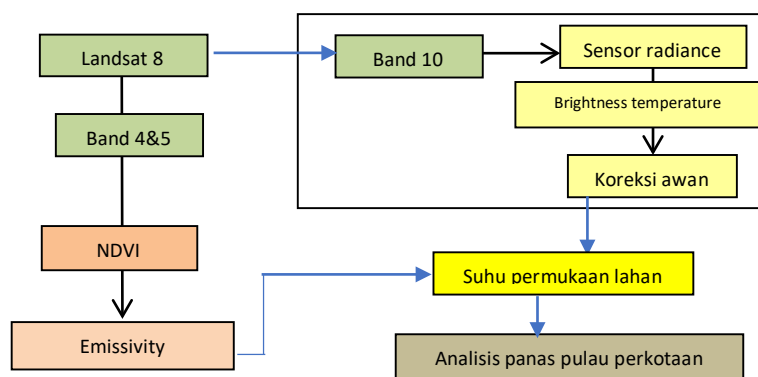 Landsat 8
Band 10
Sensor radiance
Brightness temperature
Band 4&5
Koreksi awan
NDVI
Suhu permukaan lahan
Emissivity
Analisis panas pulau perkotaan